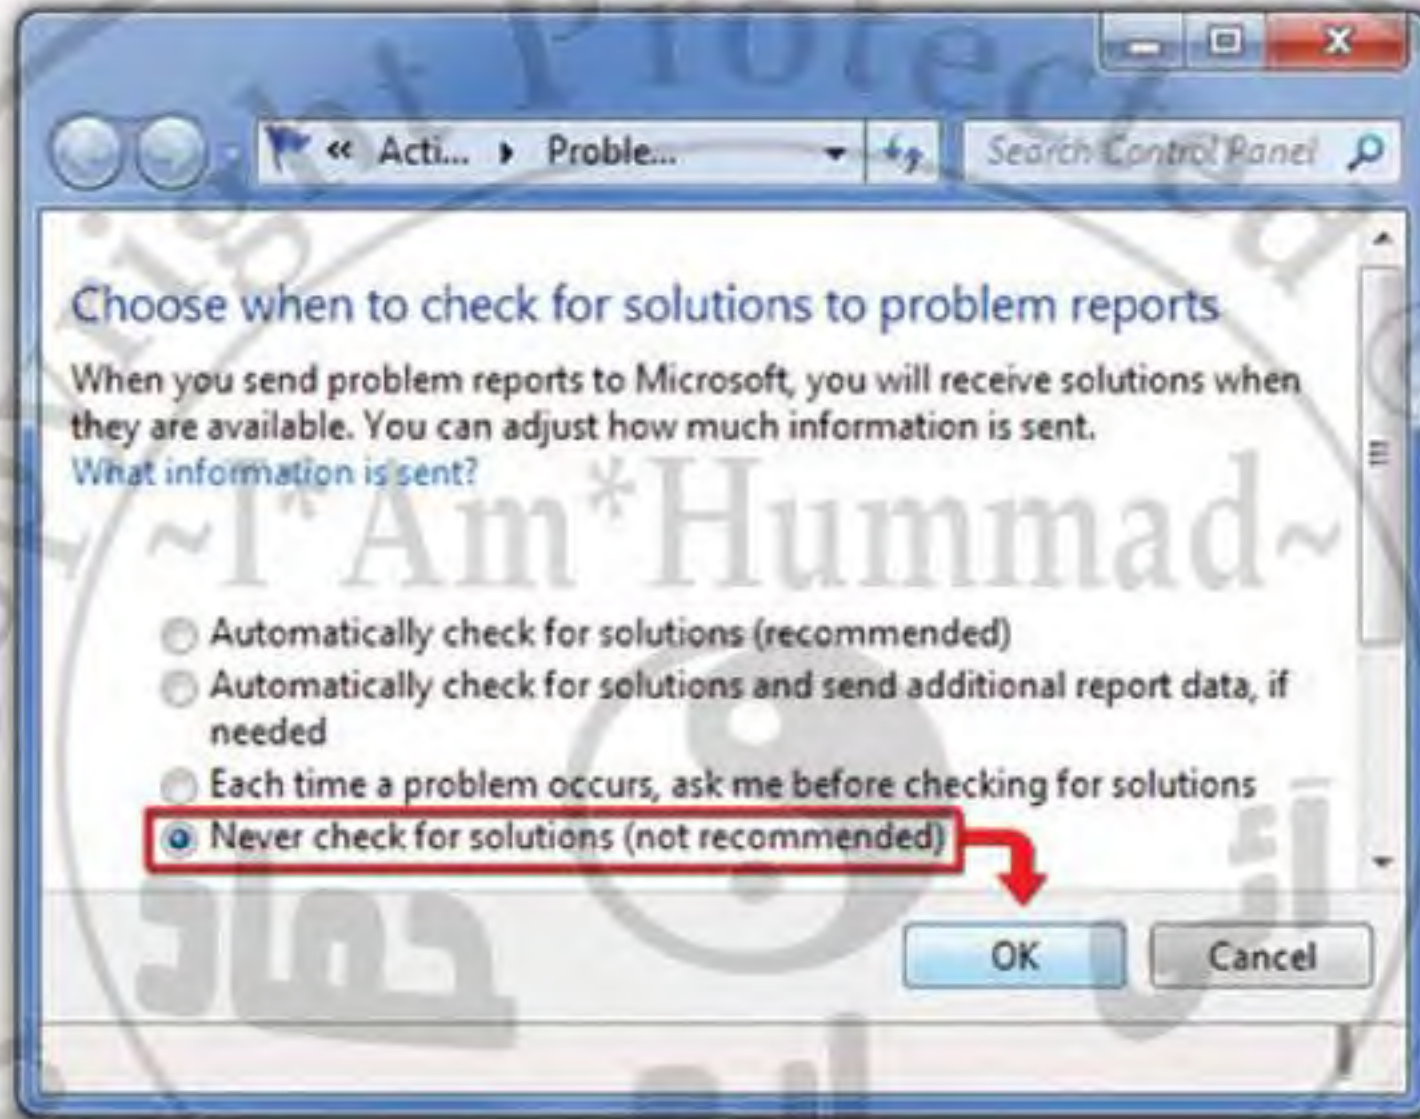 « Acti... ▸ Proble...
Search Control Panel
Choose when to check for solutions to problem reports
When you send problem reports to Microsoft, you will receive solutions when
they are available. You can adjust how much information is sent.
What information is sent?
~I*Am*Hummad~
Automatically check for solutions (recommended)
Automatically check for solutions and send additional report data, if
needed
Each time a problem occurs, ask me before checking for solutions
Never check for solutions (not recommended)
حماد
OK
Cancel